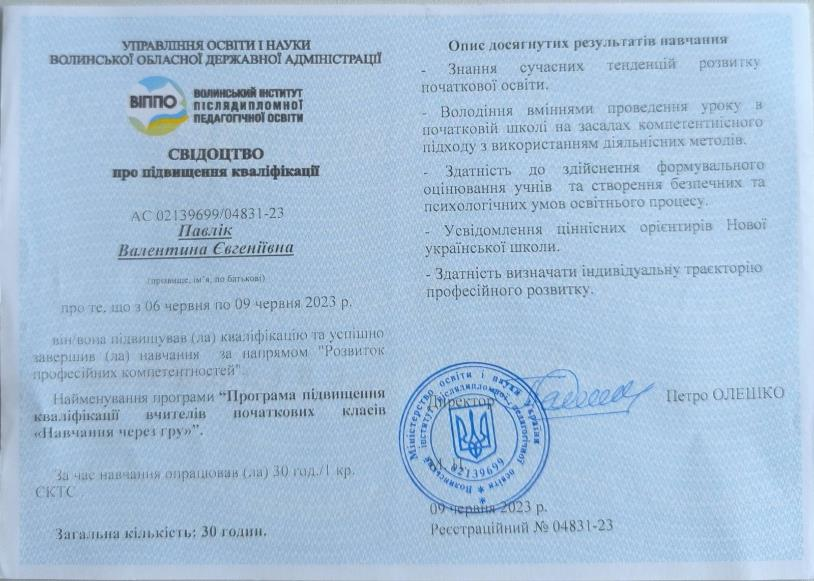 УПРАВЛІННЯ ОСВІТИ І НАУКИ
ВОЛИНСЬКОЇ ОБЛАСНОЇ ДЕРЖАВНОЇ АДМІНІСТРАЦІЇ
ВІППО
ВОЛИНСЬКИЙ ІНСТИТУТ
ПІСЛЯДИПЛОМНОЇ
ПЕДАГОГІЧНОЇ ОСВІТИ
СВІДОЦТВО
про підвищення кваліфікації
АС 02139699/04831-23
Павлік
Валентина Євгеніївна
(прізвище, ім’я, по батькові)
про те, що з 06 червня по 09 червня 2023 р.
він/вона підвищував (ла) кваліфікацію та успішно
завершив (ла) навчання за напрямом "Розвиток
професійних компетентностей".
Найменування програми “Програма підвищення
кваліфікації вчителів початкових класів
«Навчання через гру»”.
За час навчання опрацював (ла) 30 год./1 кр.
ЄКТС
Загальна кількість: 30 годин.
Опис досягнутих результатів навчання
- Знання сучасних тенденцій розвитку
початкової освіти.
- Володіння вміннями проведення уроку в
початковій школі на засадах компетентнісного
підходу з використанням діяльнісних методів.
- Здатність до здійснення формувального
оцінювання учнів та створення безпечних та
психологічних умов освітнього процесу.
- Усвідомлення ціннісних орієнтирів Нової
української школи.
- Здатність визначати індивідуальну траєкторію
професійного розвитку.
Директор
Петро ОЛЕШКО
Міністерство освіти і науки України
Волинський інститут післядипломної педагогічної освіти
02139699
М. П.
09 червня 2023 р.
Реєстраційний № 04831-23